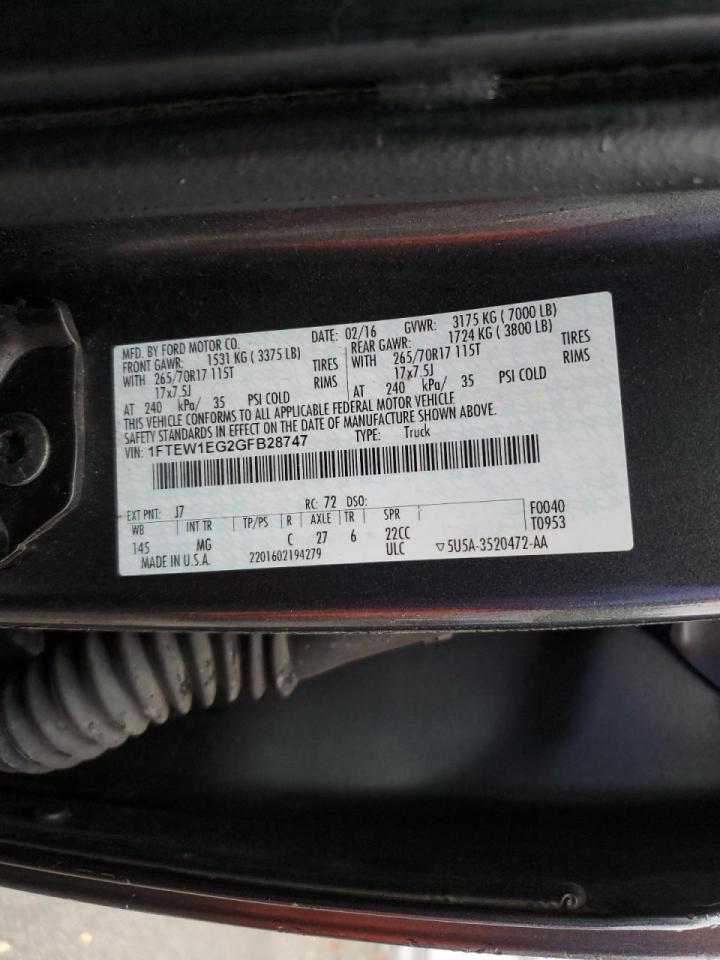 MFD. BY FORD MOTOR CO. DATE: 02/16 GVWR: 3175 KG ( 7000 LB)
FRONT GAWR: 1531 KG ( 3375 LB) REAR GAWR: 1724 KG ( 3800 LB)
WITH 265/70R17 115T TIRES WITH 265/70R17 115T TIRES
17x7.5J RIMS 17x7.5J RIMS
AT 240 kPa/ 35 PSI COLD AT 240 kPa/ 35 PSI COLD
THIS VEHICLE CONFORMS TO ALL APPLICABLE FEDERAL MOTOR VEHICLE
SAFETY STANDARDS IN EFFECT ON THE DATE OF MANUFACTURE SHOWN ABOVE.
VIN: 1FTEW1EG2GFB28747 TYPE: Truck
EXT PNT: J7 RC: 72 DSO: F0040
WB INT TR TP/PS R AXLE TR SPR T0953
145 MG C 27 6 22CC
MADE IN U.S.A. 2201602194279 ULC ▽5U5A-3520472-AA